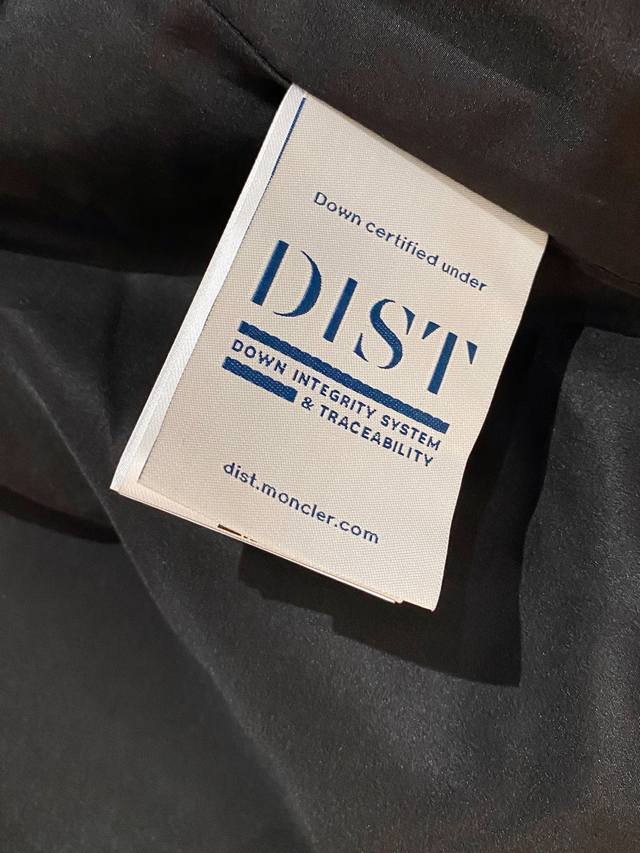 Down certified under
DIST
DOWN INTEGRITY SYSTEM
& TRACEABILITY
dist.moncler.com